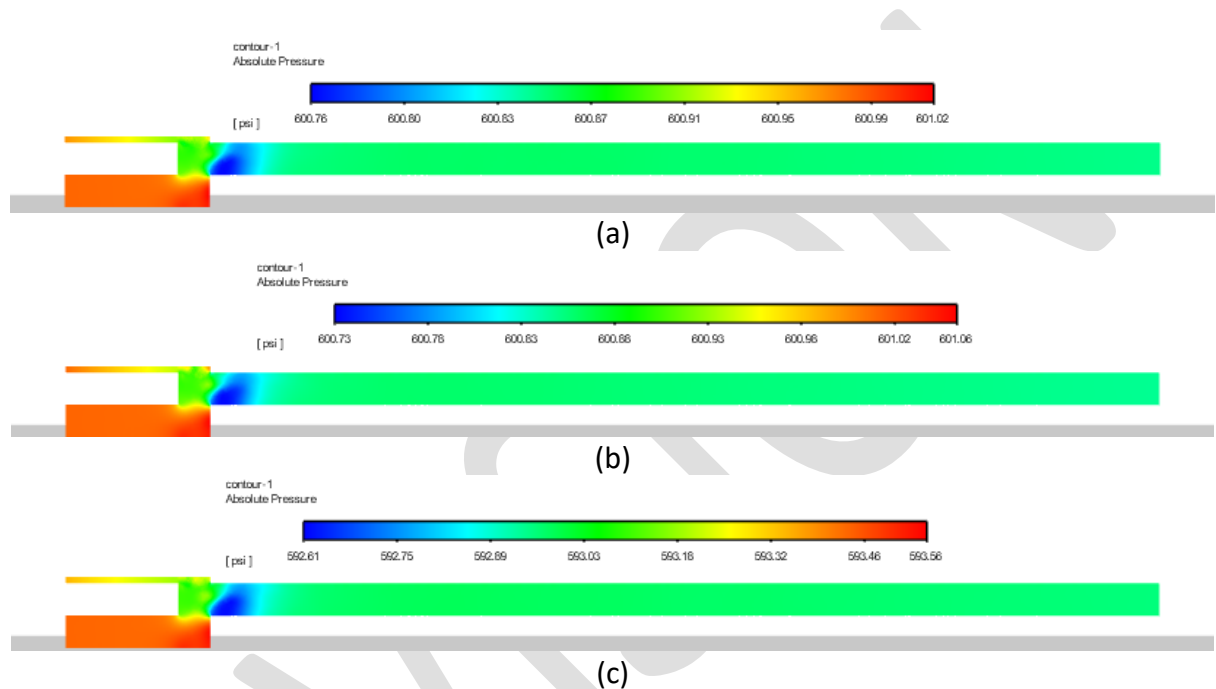 contour-1
Absolute Pressure
[ psi ]
600.76 600.80 600.83 600.87 600.91 600.95 600.99 601.02
(a)
contour-1
Absolute Pressure
[ psi ]
600.73 600.78 600.83 600.88 600.93 600.98 601.02 601.06
(b)
contour-1
Absolute Pressure
[ psi ]
592.61 592.75 592.89 593.03 593.18 593.32 593.46 593.56
(c)